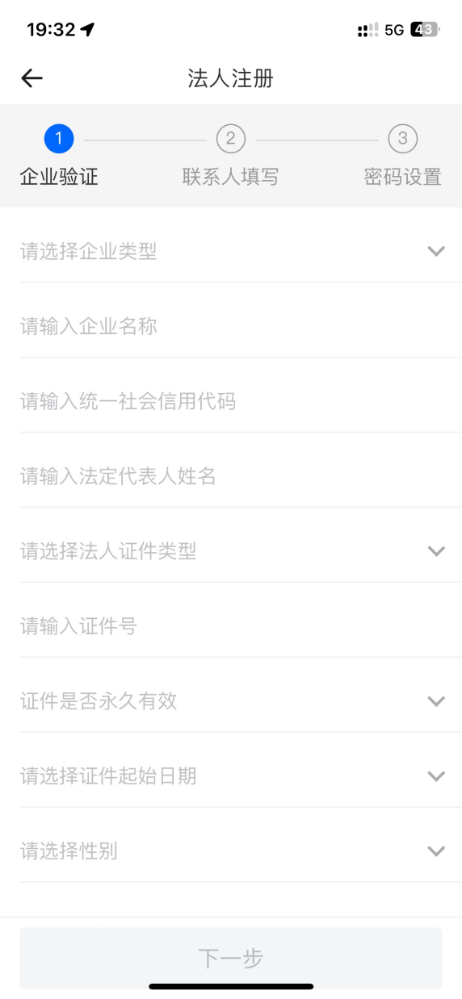 19:32
5G 43
法人注册
1 2 3
企业验证 联系人填写 密码设置
请选择企业类型
请输入企业名称
请输入统一社会信用代码
请输入法定代表人姓名
请选择法人证件类型
请输入证件号
证件是否永久有效
请选择证件起始日期
请选择性别
下一步